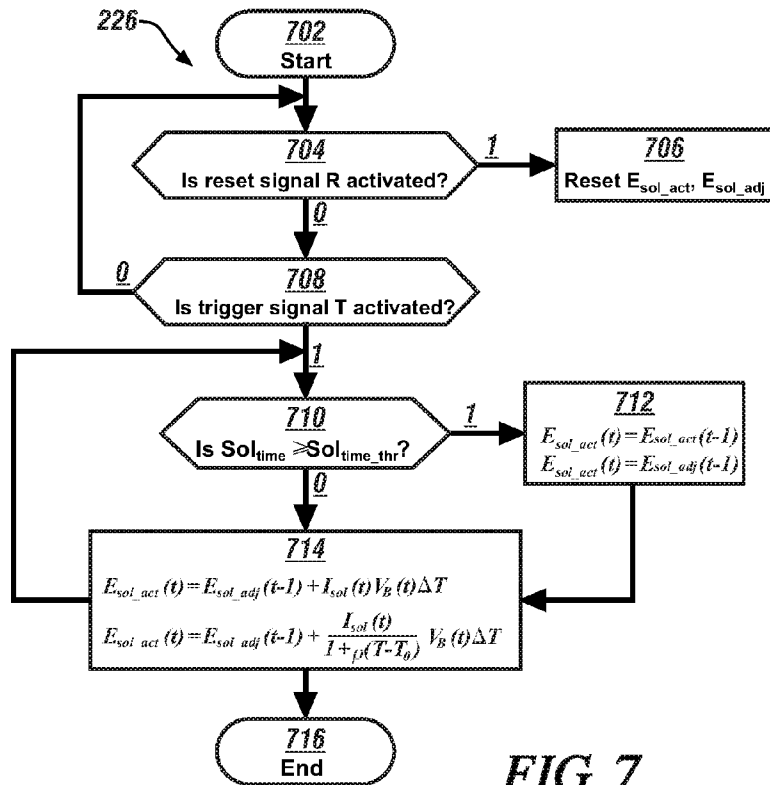 226
702
Start
704
Is reset signal R activated?
1
706
Reset E_sol_act, E_sol_adj
0
0
708
Is trigger signal T activated?
1
710
Is Sol_time ≥Sol_time_thr?
1
712
E_sol_act(t)=E_sol_act(t-1)
E_sol_act(t)=E_sol_adj(t-1)
0
714
E_sol_act(t)=E_sol_adj(t-1)+I_sol(t)V_B(t)ΔT
E_sol_act(t)=E_sol_adj(t-1)+ I_sol(t)/1+ρ(T-T_0) V_B(t)ΔT
716
End
FIG. 7